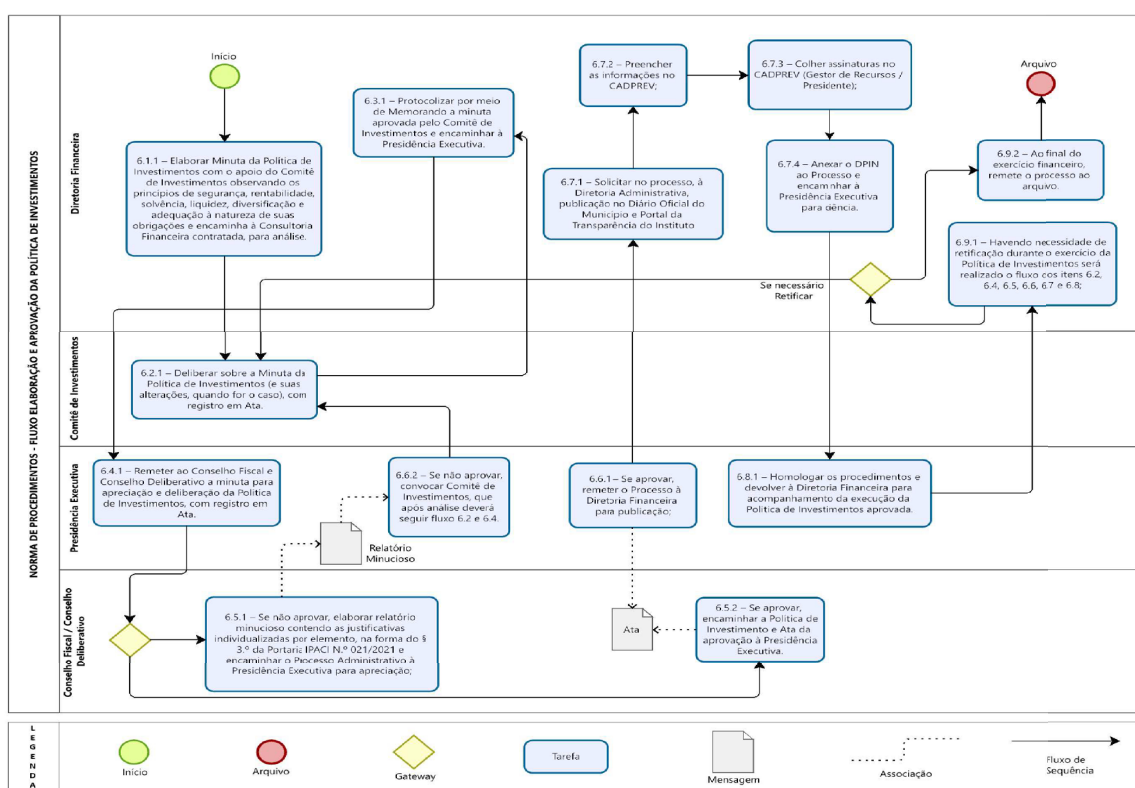 NORMA DE PROCEDIMENTOS - FLUXO ELABORAÇÃO E APROVAÇÃO DA POLÍTICA DE INVESTIMENTOS
Diretoria Financeira
Início
6.1.1 – Elaborar Minuta da Política de
Investimentos com o apoio do Comitê
de Investimentos observando os
princípios de segurança, rentabilidade,
solvência, liquidez, diversificação e
adequação à natureza de suas
obrigações e encaminha à Consultoria
Financeira contratada, para análise.
6.3.1 – Protocolizar por meio
de Memorando a minuta
aprovada pelo Comitê de
Investimentos e encaminhar à
Presidência Executiva.
6.7.2 – Preencher
as informações no
CADPREV;
6.7.3 – Colher assinaturas no
CADPREV (Gestor de Recursos /
Presidente);
6.7.1 – Solicitar no processo, à
Diretoria Administrativa,
publicação no Diário Oficial do
Município e Portal da
Transparência do Instituto
6.7.4 – Anexar o DPIN
ao Processo e
encaminhar à
Presidência Executiva
para ciência.
Arquivo
6.9.2 – Ao final do
exercício financeiro,
remete o processo ao
arquivo.
6.9.1 – Havendo necessidade de
retificação durante o exercício da
Política de Investimentos será
realizado o fluxo dos itens 6.2,
6.4, 6.5, 6.6, 6.7 e 6.8;
Se necessário
Retificar
Comitê de Investimentos
6.2.1 – Deliberar sobre a Minuta da
Política de Investimentos (e suas
alterações, quando for o caso), com
registro em Ata.
Presidência Executiva
6.4.1 – Remeter ao Conselho Fiscal e
Conselho Deliberativo a minuta para
apreciação e deliberação da Política
de Investimentos, com registro em
Ata.
6.6.2 – Se não aprovar,
convocar Comitê de
Investimentos, que
após análise deverá
seguir fluxo 6.2 e 6.4.
Relatório
Minucioso
6.6.1 – Se aprovar,
remeter o Processo à
Diretoria Financeira
para publicação;
6.8.1 – Homologar os procedimentos e
devolver à Diretoria Financeira para
acompanhamento da execução da
Política de Investimentos aprovada.
Conselho Fiscal / Conselho
Deliberativo
6.5.1 – Se não aprovar, elaborar relatório
minucioso contendo as justificativas
individualizadas por elemento, na forma do §
3.º da Portaria IPACI N.º 021/2021 e
encaminhar o Processo Administrativo à
Presidência Executiva para apreciação;
Ata
6.5.2 – Se aprovar,
encaminhar a Política de
Investimento e Ata da
aprovação à Presidência
Executiva.
LEGENDA
Início
Arquivo
Gateway
Tarefa
Mensagem
Associação
Fluxo de
Sequência